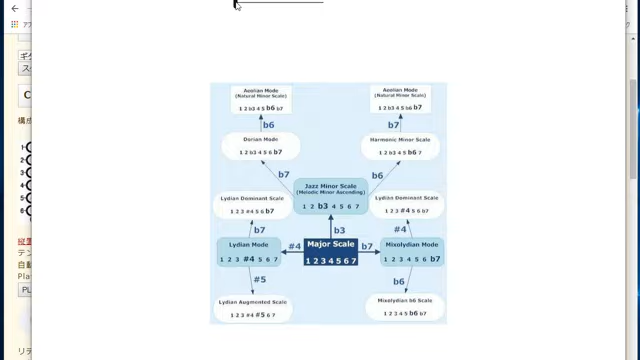 Aeolian Mode
(Natural Minor Scale)
1 2 b3 4 5 b6 b7
Aeolian Mode
(Natural Minor Scale)
1 2 b3 4 5 b6 b7
b6
b7
Dorian Mode
1 2 b3 4 5 6 b7
Harmonic Minor Scale
1 2 b3 4 5 b6 7
b7
b6
Jazz Minor Scale
(Melodic Minor Ascending)
1 2 b3 4 5 6 7
Lydian Dominant Scale
1 2 3 #4 5 6 b7
Lydian Dominant Scale
1 2 3 #4 5 6 b7
b7
b3
#4
Lydian Mode
1 2 3 #4 5 6 7
#4
Major Scale
1 2 3 4 5 6 7
b7
Mixolydian Mode
1 2 3 4 5 6 b7
#5
b6
Lydian Augmented Scale
1 2 3 #4 #5 6 7
Mixolydian b6 Scale
1 2 3 4 5 b6 b7